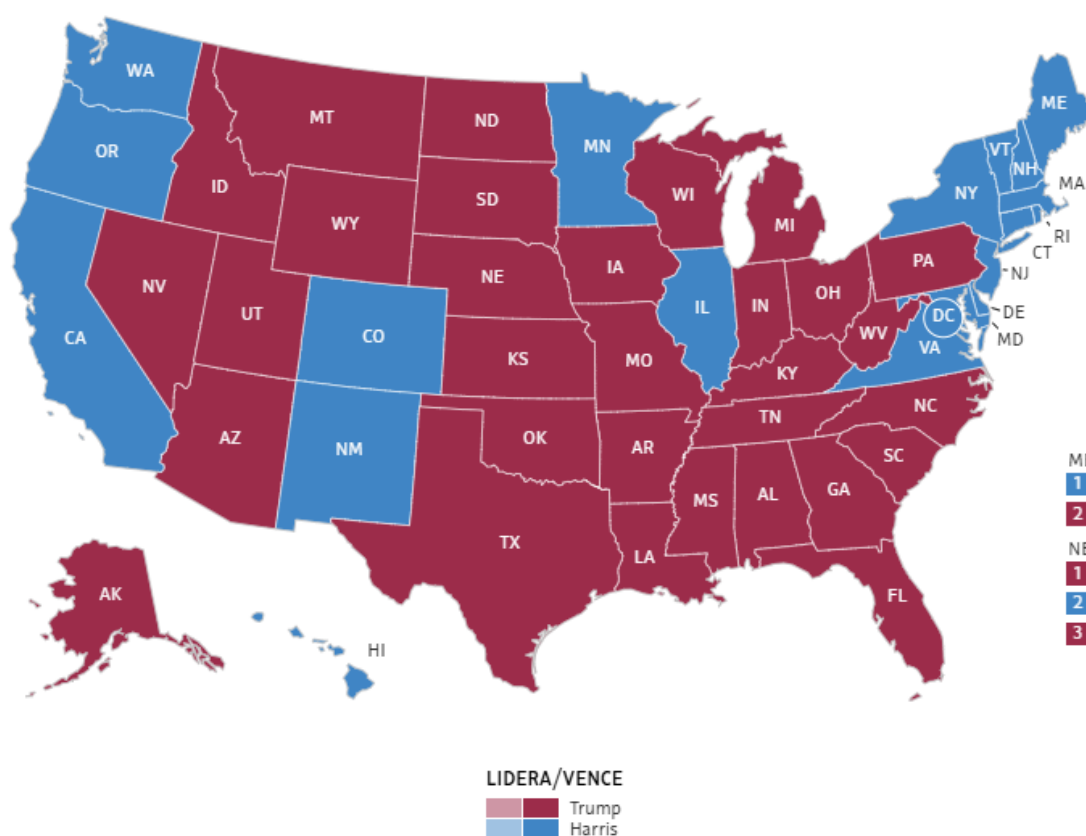 WA
OR
CA
ID
NV
MT
WY
UT
AZ
CO
NM
ND
SD
NE
KS
OK
TX
MN
IA
MO
AR
LA
WI
IL
MI
IN
OH
KY
TN
MS
AL
GA
FL
SC
NC
WV
VA
DC
PA
NY
VT
NH
ME
MA
RI
CT
NJ
DE
MD
AK
HI
1
2
1
2
3
LIDERA/VENCE
Trump
Harris